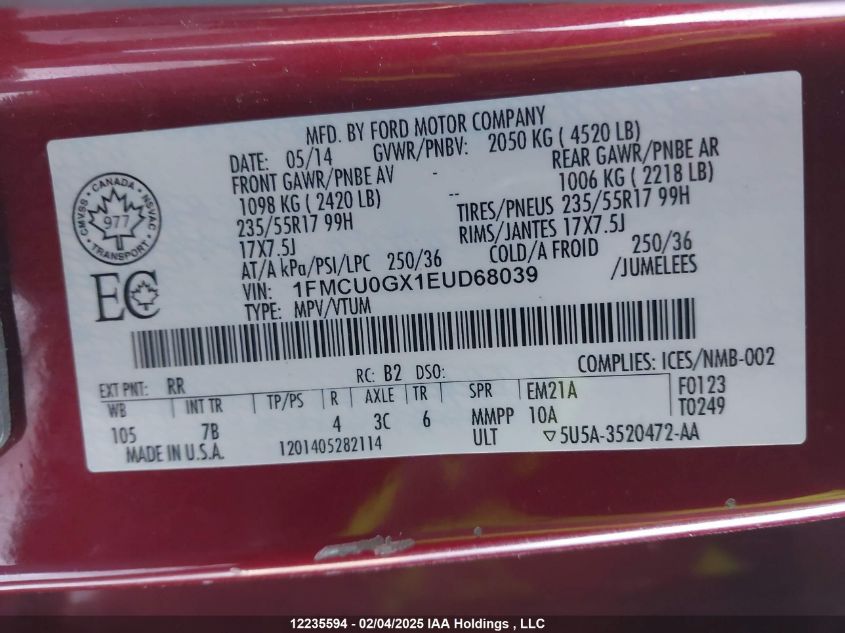 MFD. BY FORD MOTOR COMPANY
DATE: 05/14 GVWR/PNBV: 2050 KG ( 4520 LB)
FRONT GAWR/PNBE AV - REAR GAWR/PNBE AR
1098 KG ( 2420 LB) -- 1006 KG ( 2218 LB)
235/55R17 99H TIRES/PNEUS 235/55R17 99H
17X7.5J RIMS/JANTES 17X7.5J
AT/A kPa/PSI/LPC 250/36 COLD/A FROID 250/36
VIN: 1FMCU0GX1EUD68039 /JUMELEES
TYPE: MPV/VTUM
CANADA
CMVSS NSVAC
977
TRANSPORT
EC
COMPLIES: ICES/NMB-002
EXT PNT: RR RC: B2 DSO:
WB INT TR TP/PS R AXLE TR SPR EM21A F0123
105 7B 4 3C 6 MMPP 10A T0249
MADE IN U.S.A. 1201405282114 ULT ▽5U5A-3520472-AA
12235594 - 02/04/2025 IAA Holdings , LLC